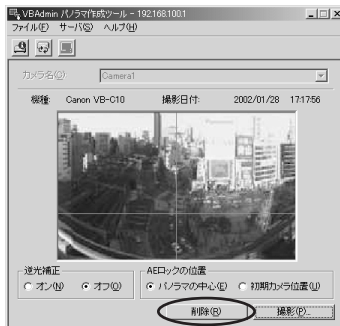 VBAdmin パノラマ作成ツール - 192.168.100.1
ファイル(F) サーバ(S) ヘルプ(H)
カメラ名(C): Camera1
機種: Canon VB-C10 撮影日付: 2002/01/28 17:17:56
逆光補正 AEロックの位置
オン(N) オフ(O) パノラマの中心(E) 初期カメラ位置(U)
削除(R) 撮影(P)...